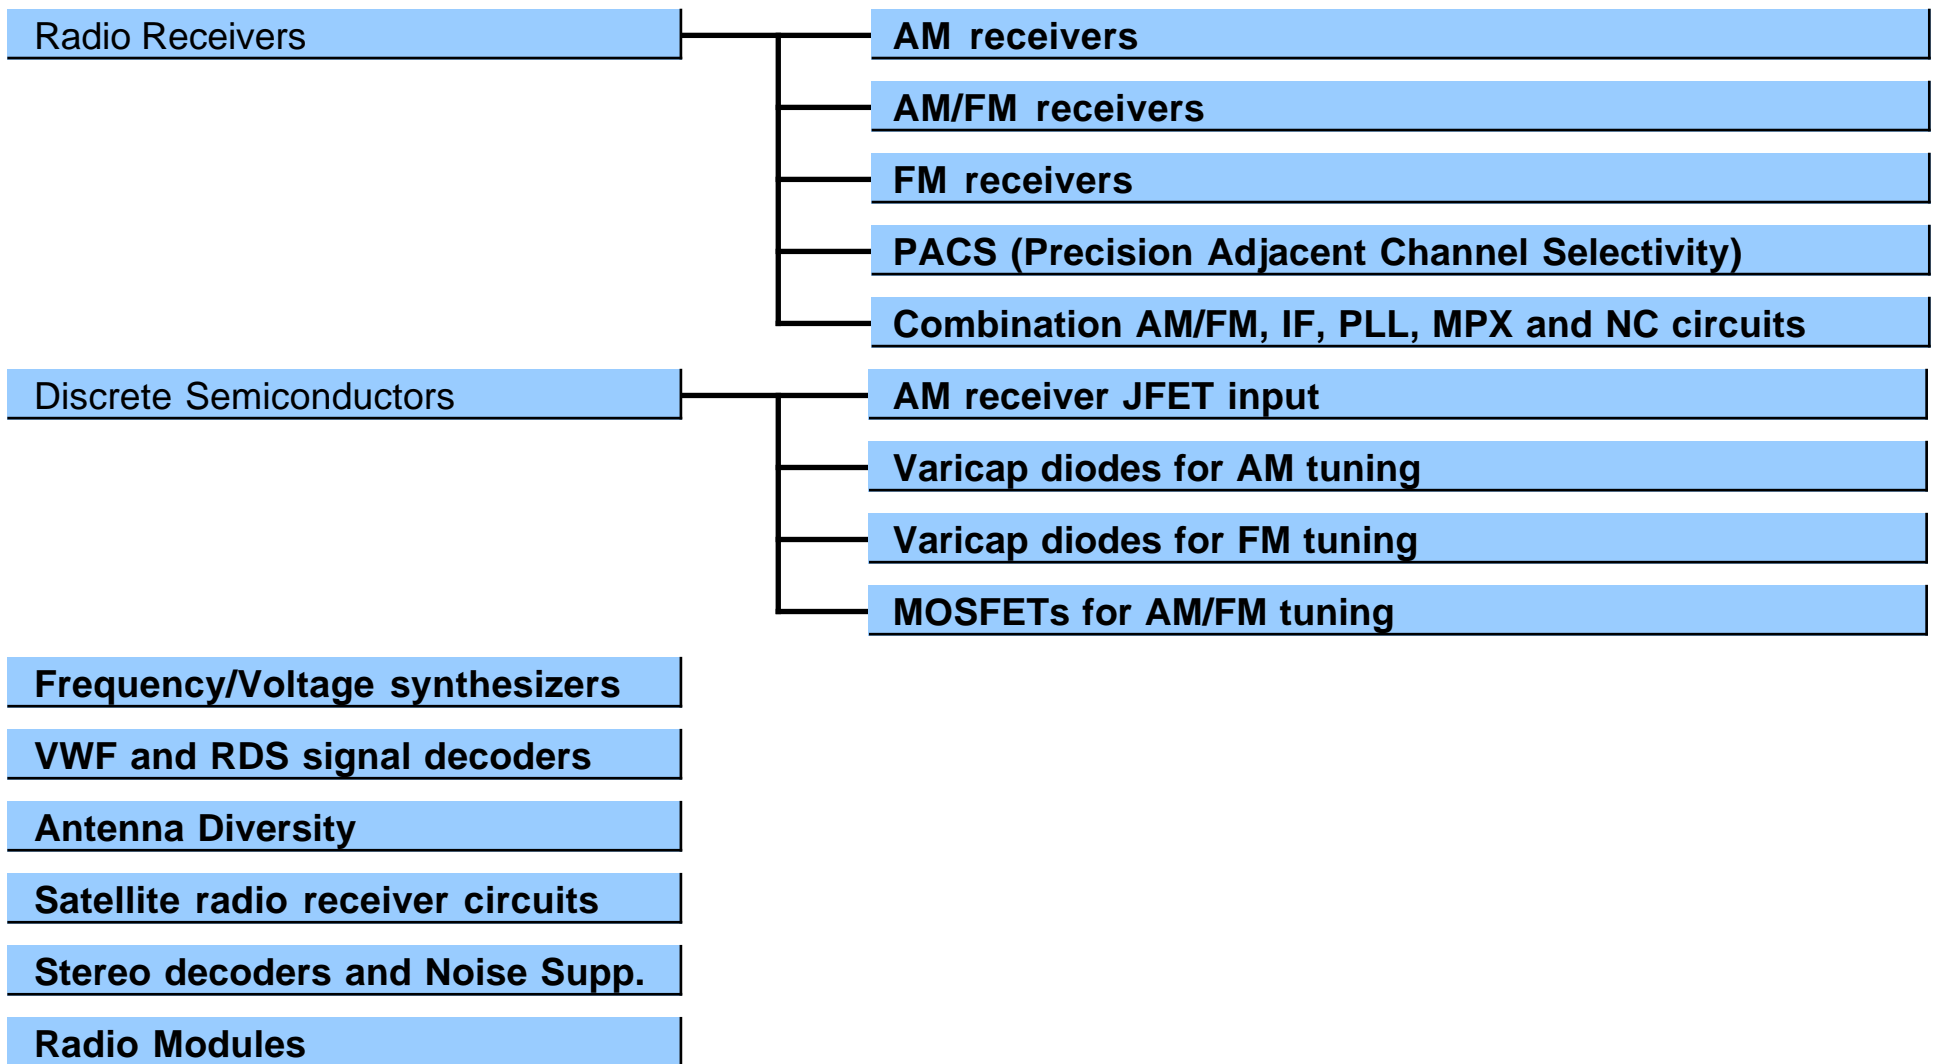 Radio Receivers
AM receivers
AM/FM receivers
FM receivers
PACS (Precision Adjacent Channel Selectivity)
Combination AM/FM, IF, PLL, MPX and NC circuits
Discrete Semiconductors
AM receiver JFET input
Varicap diodes for AM tuning
Varicap diodes for FM tuning
MOSFETs for AM/FM tuning
Frequency/Voltage synthesizers
VWF and RDS signal decoders
Antenna Diversity
Satellite radio receiver circuits
Stereo decoders and Noise Supp.
Radio Modules